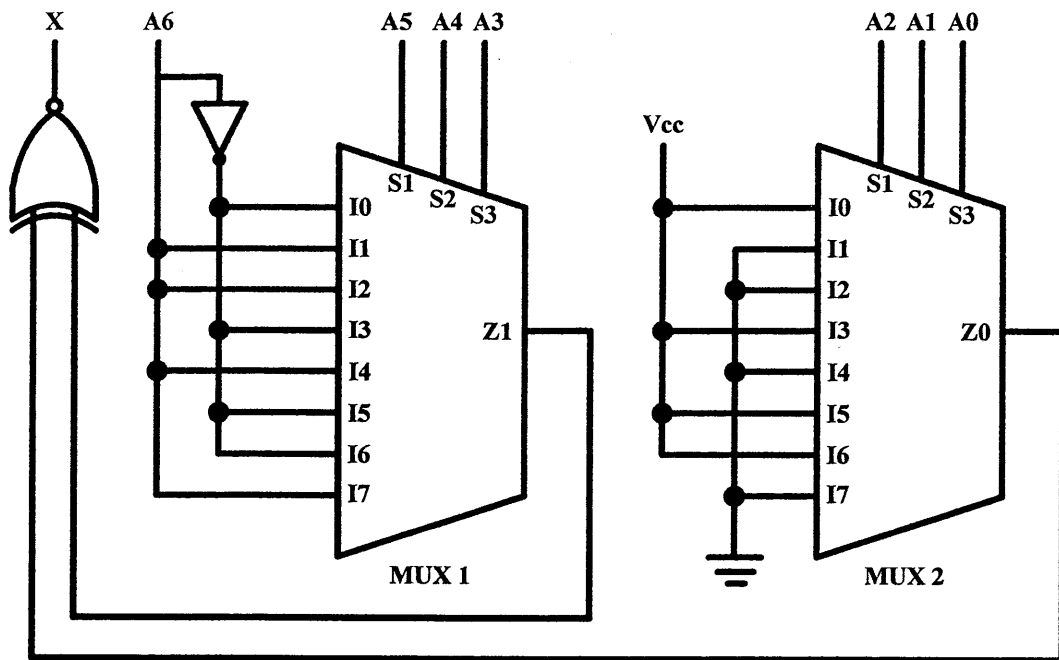 X A6 A5 A4 A3 A2 A1 A0
Vcc
S1 S2 S3
I0
I1
I2
I3
I4
I5
I6
I7
Z1
MUX 1
S1 S2 S3
I0
I1
I2
I3
I4
I5
I6
I7
Z0
MUX 2